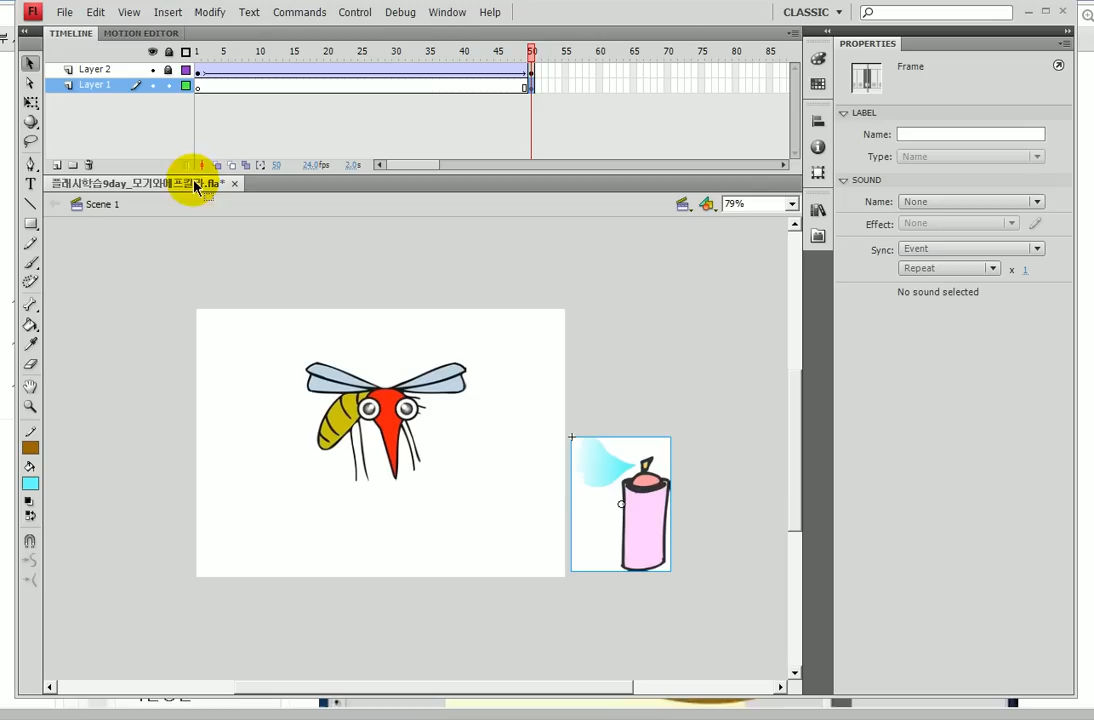 Fl File Edit View Insert Modify Text Commands Control Debug Window Help CLASSIC
TIMELINE MOTION EDITOR PROPERTIES
1 5 10 15 20 25 30 35 40 45 50 55 60 65 70 75 80 85
Frame
Layer 2
Layer 1
LABEL
Name:
Type: Name
50 24.0fps 2.0s
SOUND
플래시학습9day_모기와에프킬라.fla*
Name: None
Scene 1 79%
Effect: None
Sync: Event
Repeat x 1
No sound selected